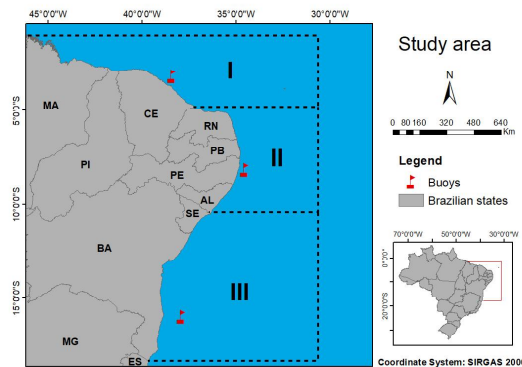 45°0'0"W 40°0'0"W 35°0'0"W 30°0'0"W
Study area
I
N
MA
CE
5°0'0"S
RN
0 80 160 320 480 640
Km
PB
II
PI
Legend
PE
Buoys
AL
Brazilian states
10°0'0"S
SE
BA
70°0'0"W 50°0'0"W 30°0'0"W
0°70"
III
15°0'0"S
20°0'0"S
MG
ES
Coordinate System: SIRGAS 200